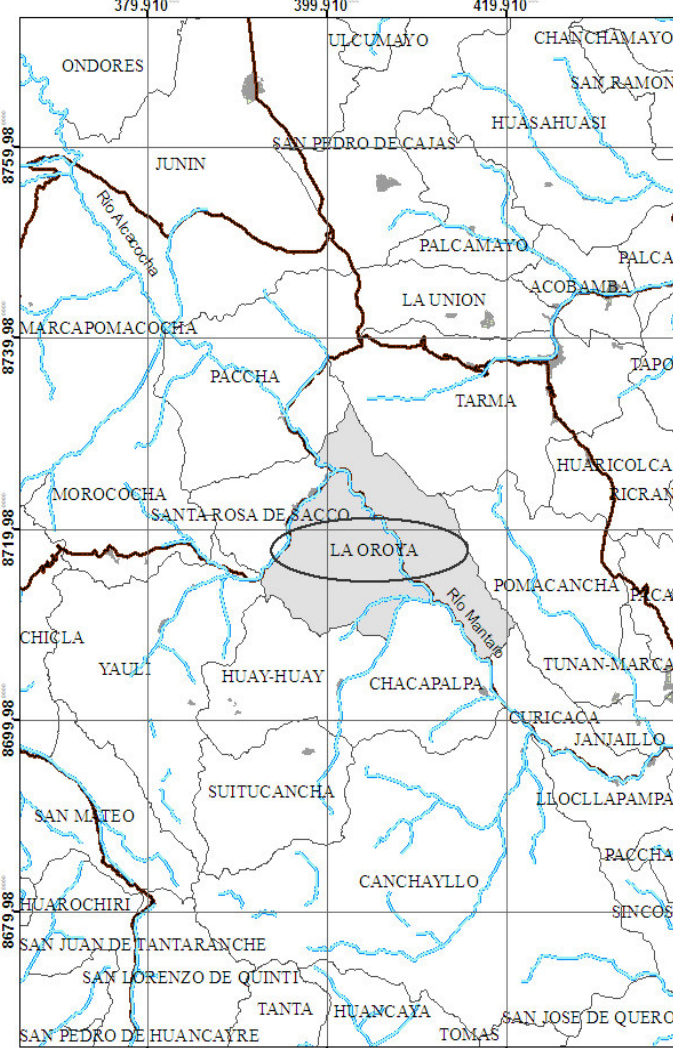 379.910 399.910 419.910
ULCUMAYO
CHANCHAMAYO
ONDORES
SAN RAMON
HUASAHUASI
SAN PEDRO DE CAJAS
8759.98
JUNIN
Río Alcacocha
PALCAMAYO
PALCA
ACOBAMBA
LA UNION
MARCAPOMACOCHA
8739.98
TAPO
PACCHA
TARMA
HUARICOLCA
MOROCOCHA
RICRAN
SANTA ROSA DE SACCO
8719.98
LA OROYA
POMACANCHA
PACA
Río Mantaro
CHICLA
YAULI
TUNAN-MARCA
HUAY-HUAY
CHACAPALPA
8699.98
CURICACA
JANJAILLO
SUITUCANCHA
LLOCLLAPAMPA
SAN MATEO
PACCHA
CANCHAYLLO
HUAROCHIRI
SINCOS
8679.98
SAN JUAN DE TANTARANCHE
SAN LORENZO DE QUINTI
TANTA
HUANCAYA
SAN JOSE DE QUERO
SAN PEDRO DE HUANCAYRE
TOMAS